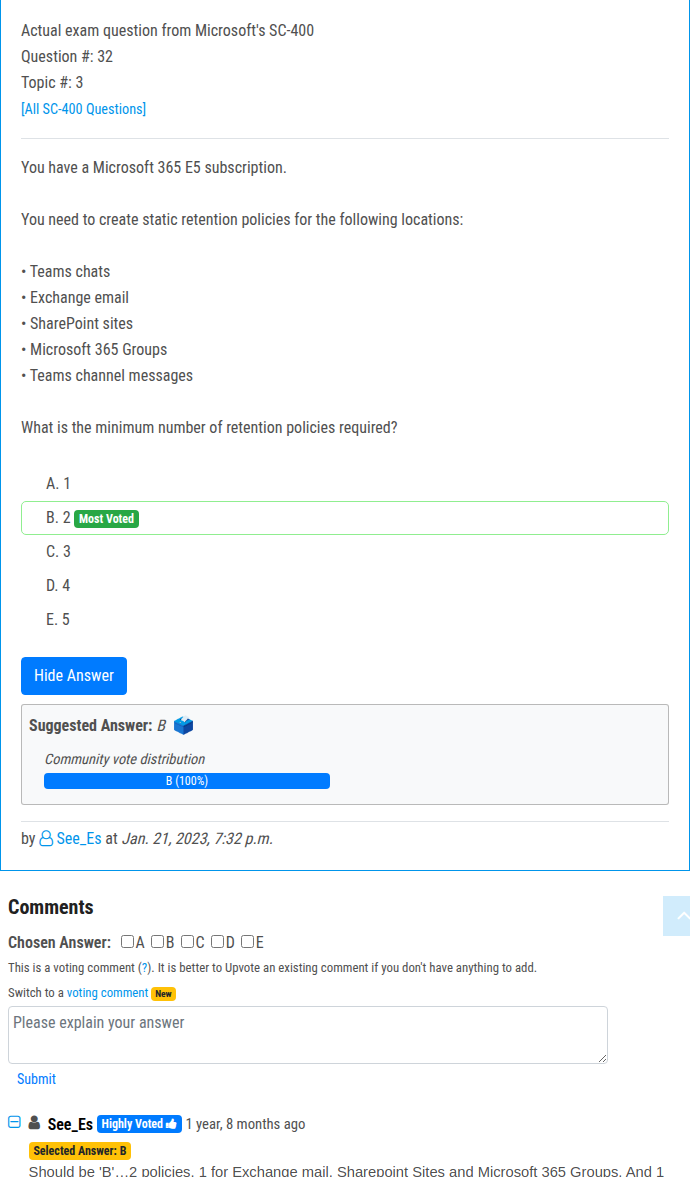 Actual exam question from Microsoft's SC-400
Question #: 32
Topic #: 3
[All SC-400 Questions]
You have a Microsoft 365 E5 subscription.
You need to create static retention policies for the following locations:
• Teams chats
• Exchange email
• SharePoint sites
• Microsoft 365 Groups
• Teams channel messages
What is the minimum number of retention policies required?
A. 1
B. 2 Most Voted
C. 3
D. 4
E. 5
Hide Answer
Suggested Answer: B
Community vote distribution
B (100%)
by See_Es at Jan. 21, 2023, 7:32 p.m.
Comments
Chosen Answer: A B C D E
This is a voting comment (?). It is better to Upvote an existing comment if you don't have anything to add.
Switch to a voting comment New
Please explain your answer
Submit
See_Es Highly Voted 1 year, 8 months ago
Selected Answer: B
Should be 'B'...2 policies. 1 for Exchange mail, Sharepoint Sites and Microsoft 365 Groups. And 1